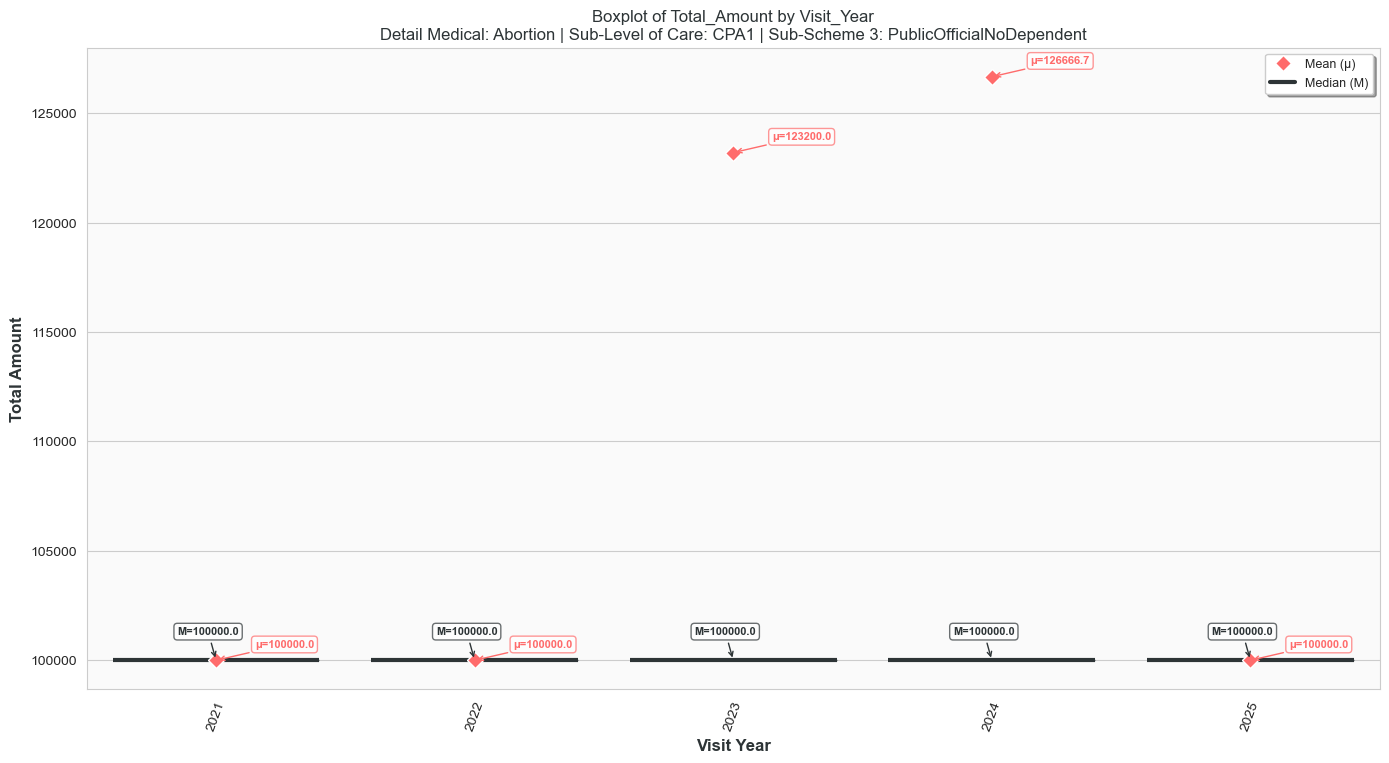 Boxplot of Total_Amount by Visit_Year
Detail Medical: Abortion | Sub-Level of Care: CPA1 | Sub-Scheme 3: PublicOfficialNoDependent
Mean (μ)
Median (M)
μ=126666.7
μ=123200.0
125000
120000
115000
110000
105000
100000
Total Amount
M=100000.0
μ=100000.0
M=100000.0
μ=100000.0
M=100000.0
M=100000.0
M=100000.0
μ=100000.0
2021
2022
2023
2024
2025
Visit Year